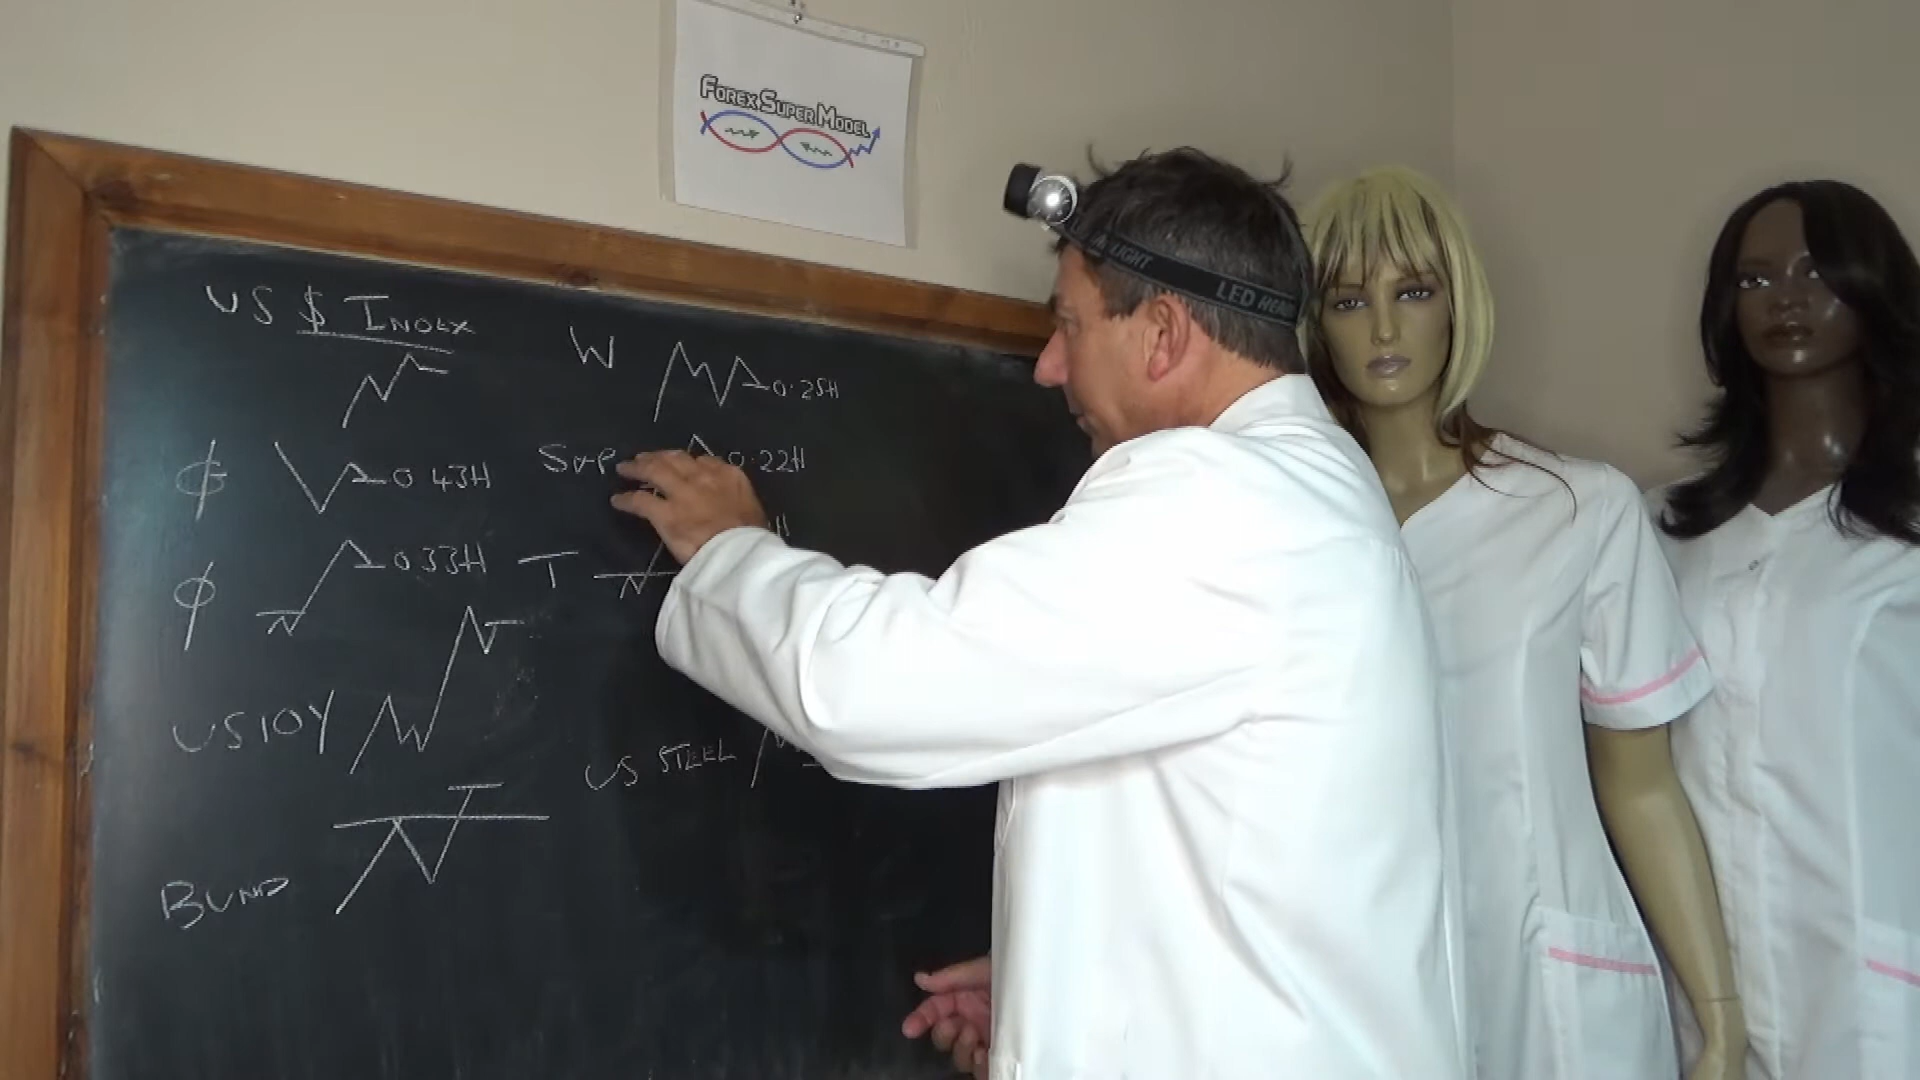 FOREX SUPER MODEL
LIGHT
LED HEAD
US $ INDEX
W 0.25H
0.43H
SUP 0.22H
0.33H
T
US10Y
US STEEL
BUND